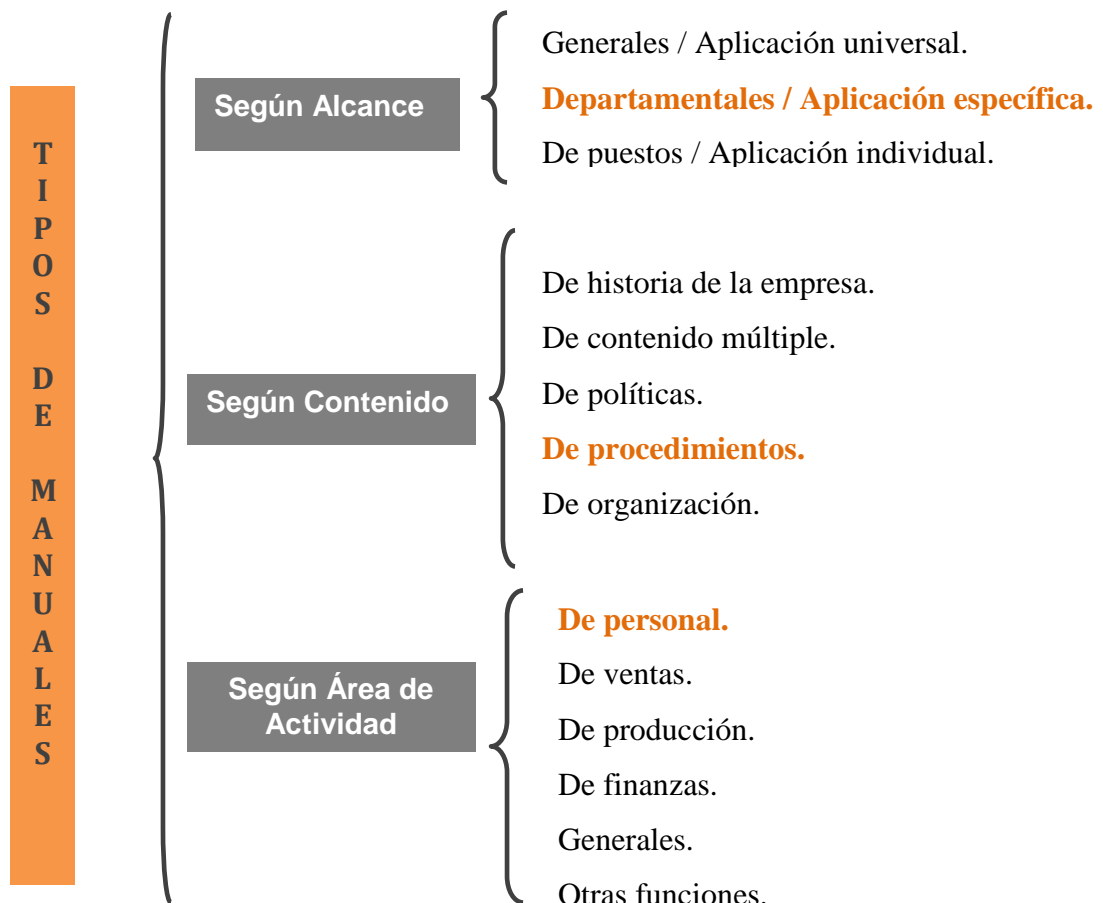 TIPOS DE MANUALES
Según Alcance
Generales / Aplicación universal.
Departamentales / Aplicación específica.
De puestos / Aplicación individual.
Según Contenido
De historia de la empresa.
De contenido múltiple.
De políticas.
De procedimientos.
De organización.
Según Área de
Actividad
De personal.
De ventas.
De producción.
De finanzas.
Generales.
Otras funciones.